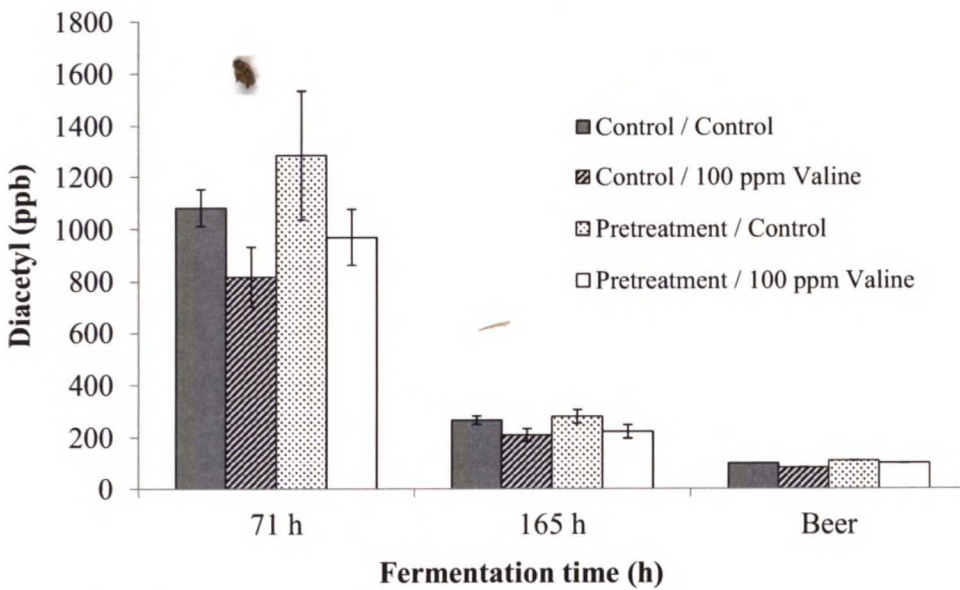 1800
1600
1400
1200
1000
800
600
400
200
0
Diacetyl (ppb)
Control / Control
Control / 100 ppm Valine
Pretreatment / Control
Pretreatment / 100 ppm Valine
71 h
165 h
Beer
Fermentation time (h)